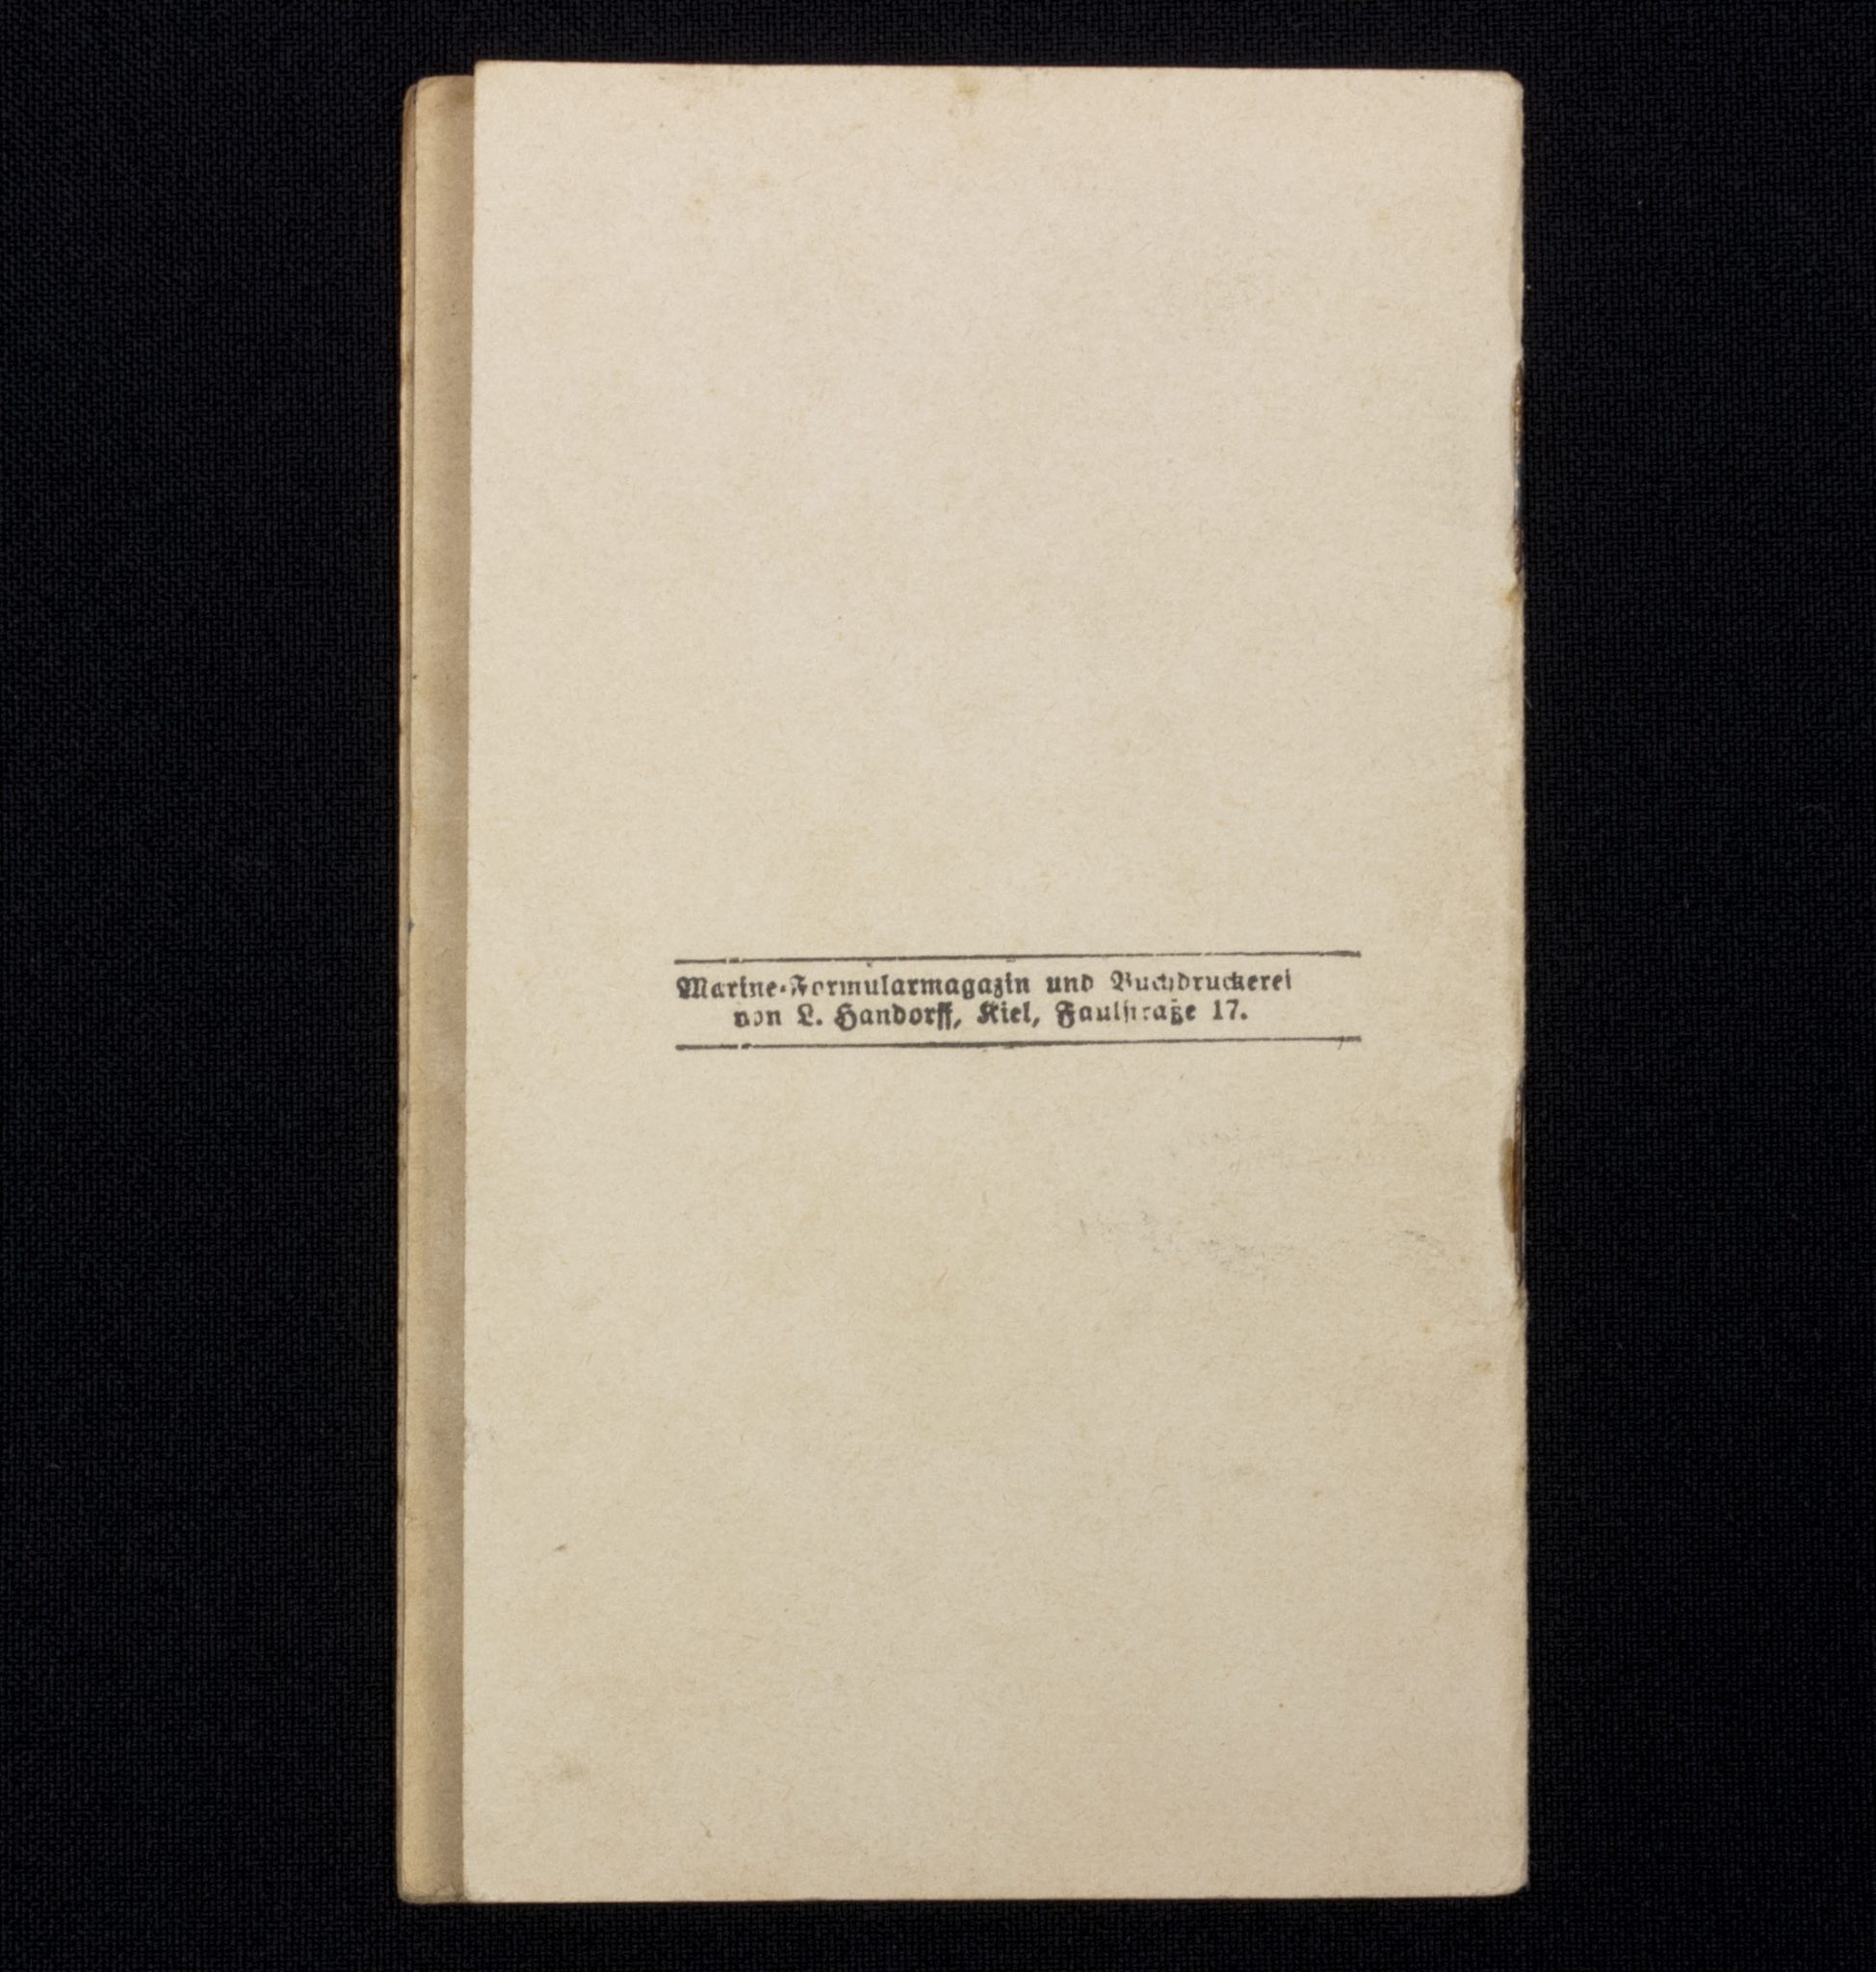 Marine-Formularmagazin und Buchdruckerei
von L. Handorff, Kiel, Faulstraße 17.